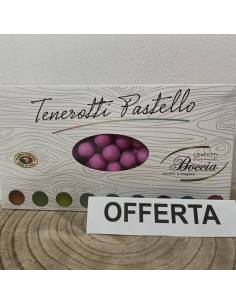 Tenerotti Pastello
CONFETTI
Boccia
OFFERTA